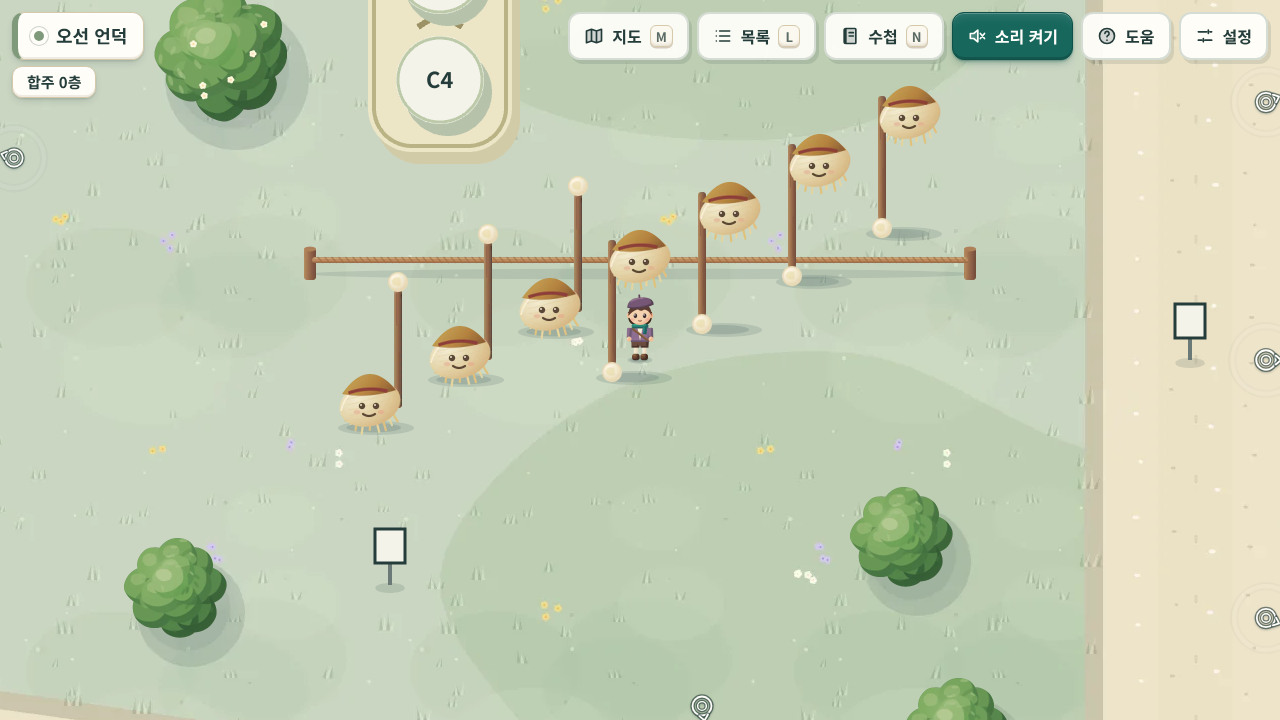 오선 언덕
합주 0층
C4
지도 M
목록 L
수첩 N
소리 켜기
도움
설정